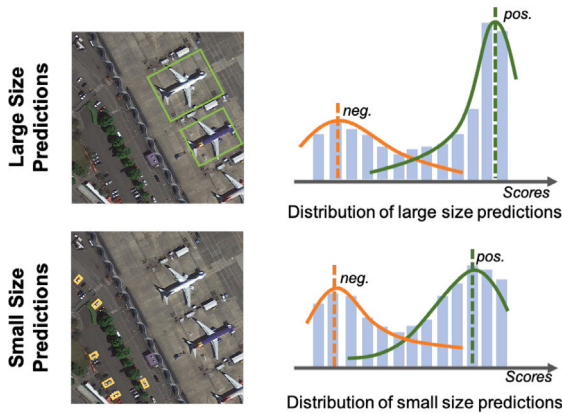 Large Size
Predictions
neg.
pos.
Scores
Distribution of large size predictions
Small Size
Predictions
neg.
pos.
Scores
Distribution of small size predictions